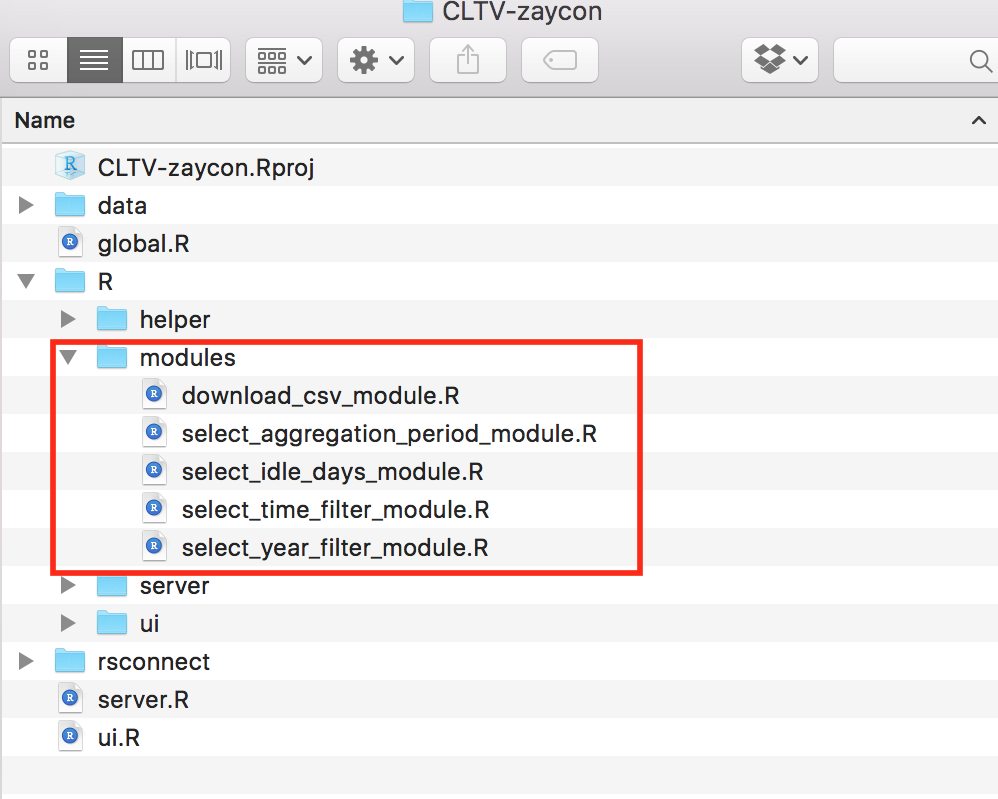 CLTV-zaycon
Name
CLTV-zaycon.Rproj
data
global.R
R
helper
modules
download_csv_module.R
select_aggregation_period_module.R
select_idle_days_module.R
select_time_filter_module.R
select_year_filter_module.R
server
ui
rsconnect
server.R
ui.R